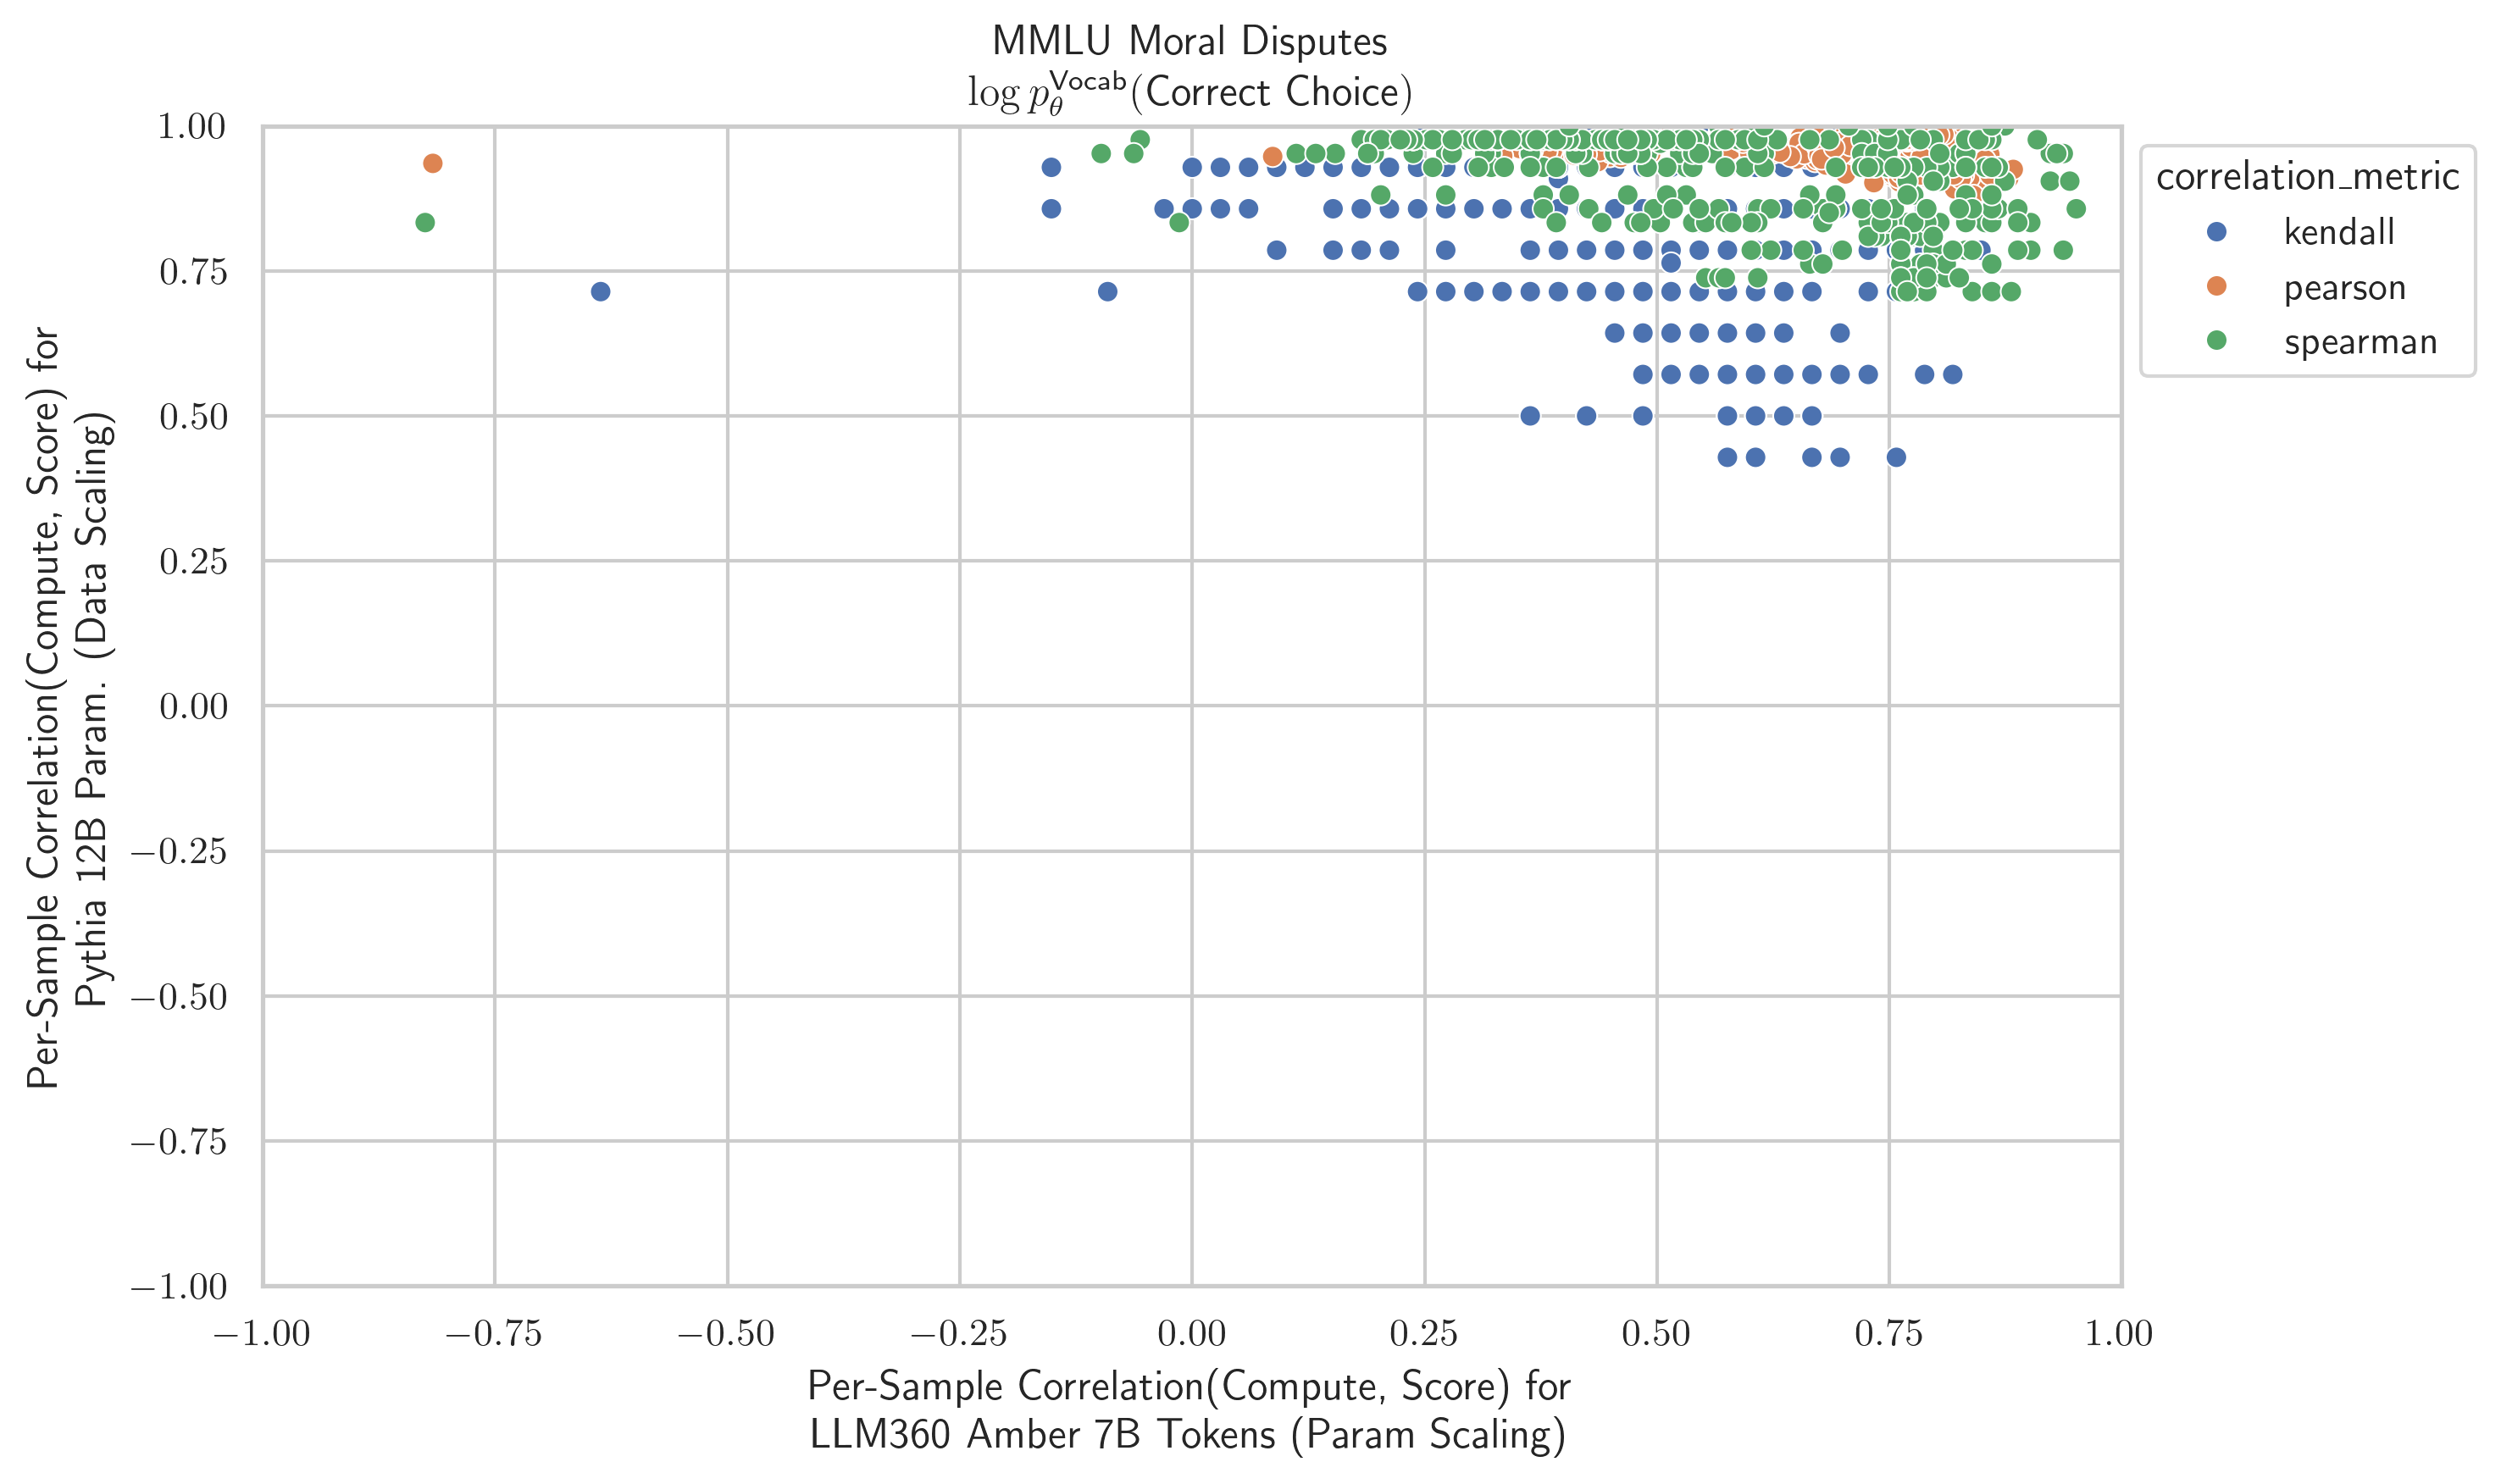 MMLU Moral Disputes
log p_θ^Vocab(Correct Choice)
1.00
0.75
0.50
0.25
0.00
−0.25
−0.50
−0.75
−1.00
Per-Sample Correlation(Compute, Score) for
Pythia 12B Param. (Data Scaling)
−1.00 −0.75 −0.50 −0.25 0.00 0.25 0.50 0.75 1.00
Per-Sample Correlation(Compute, Score) for
LLM360 Amber 7B Tokens (Param Scaling)
correlation_metric
kendall
pearson
spearman